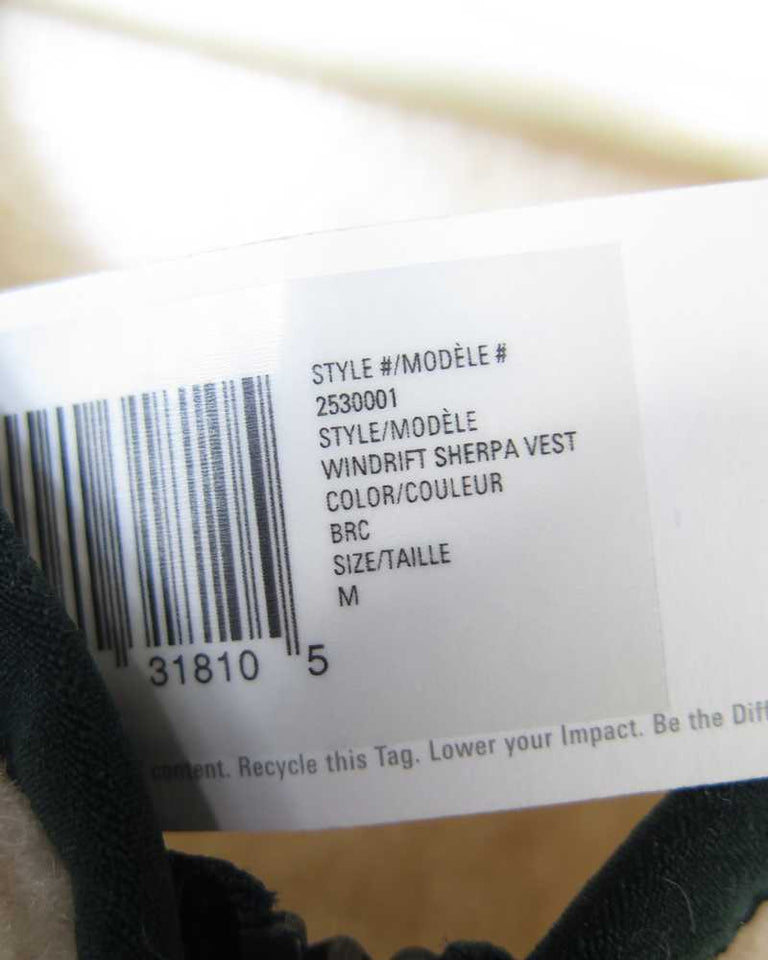 STYLE #/MODÈLE #
2530001
STYLE/MODÈLE
WINDRIFT SHERPA VEST
COLOR/COULEUR
BRC
SIZE/TAILLE
M
31810 5
content. Recycle this Tag. Lower your Impact. Be the